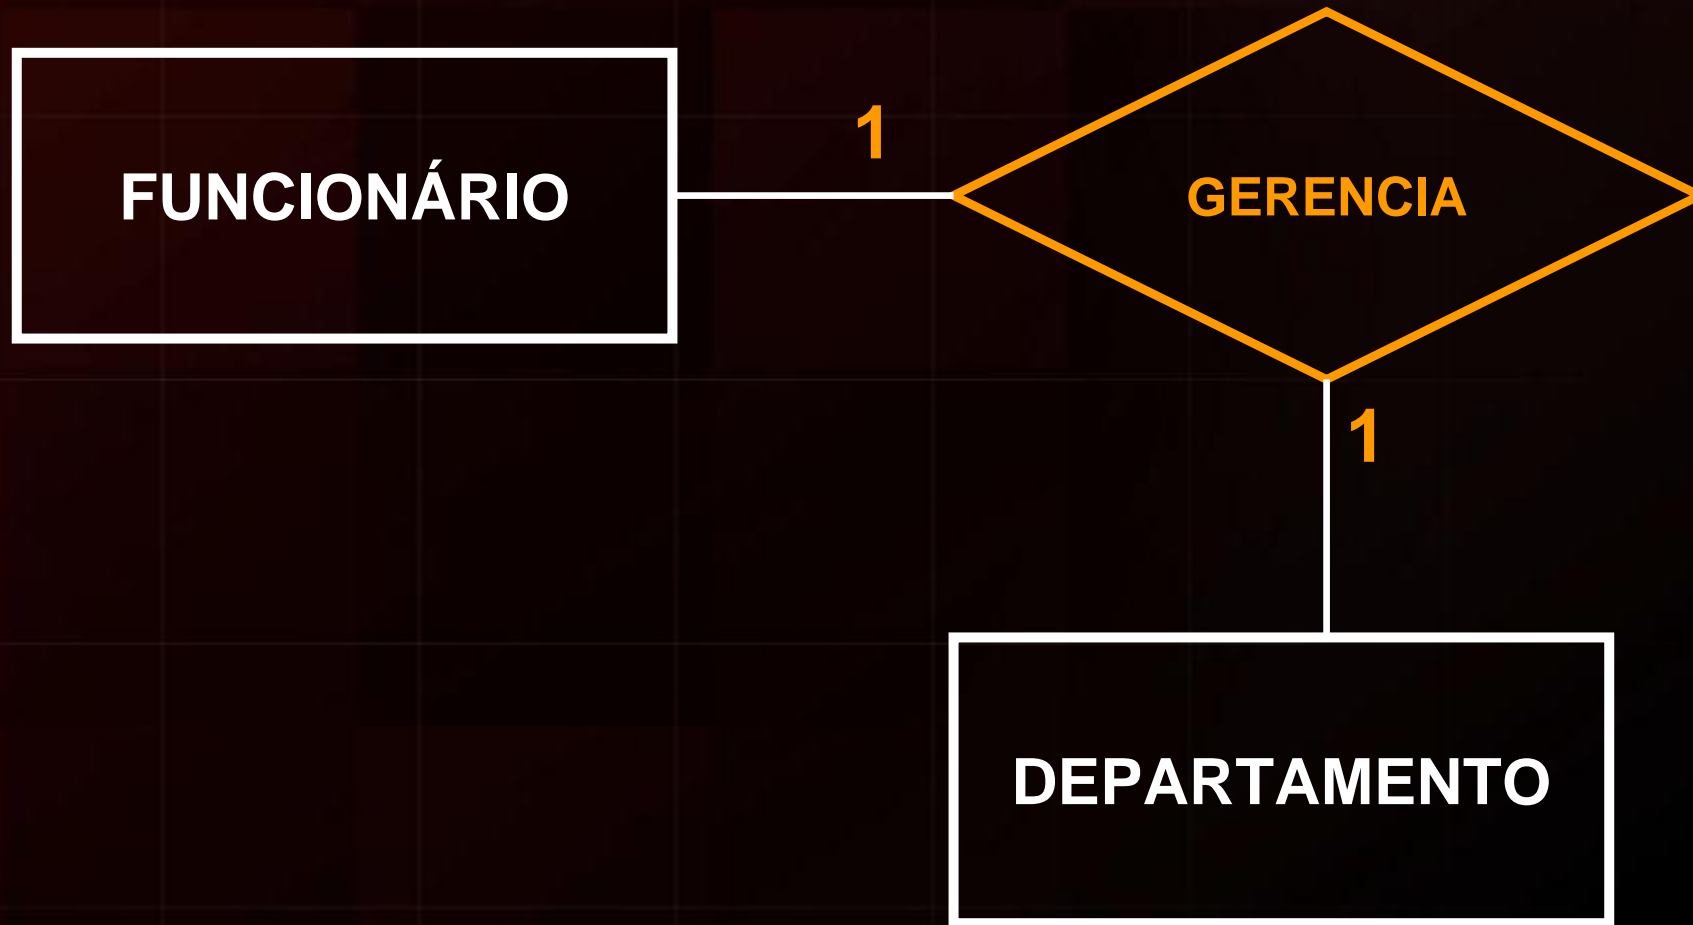 FUNCIONÁRIO
1
GERENCIA
1
DEPARTAMENTO